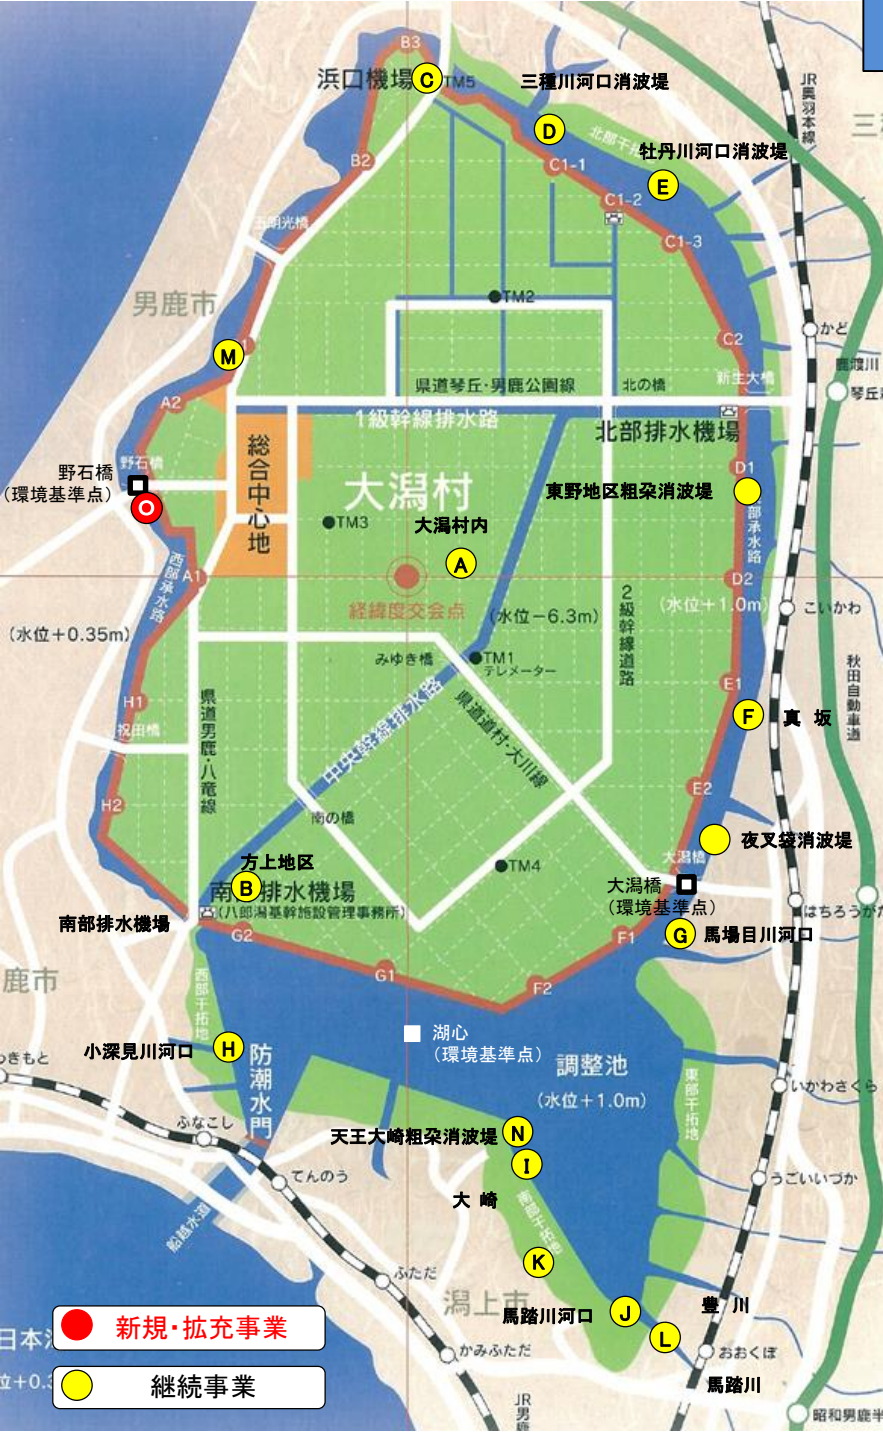 B3
浜口機場
C
TM5
三種川河口消波堤
JR奥羽本線
D
北部干拓地
牡丹川河口消波堤
B2
C1-1
E
C1-2
五明光橋
C1-3
男鹿市
TM2
かど
M
C2
鹿渡川
新生大橋
県道琴丘・男鹿公園線
北の橋
A2
1級幹線排水路
北部排水機場
総合中心地
野石橋
野石橋
(環境基準点)
大潟村
D1
東野地区粗朶消波堤
O
TM3
大潟村内
西部承水路
部承水路
A
A1
D2
経緯度交会点
(水位-6.3m)
2級幹線道路
(水位+1.0m)
こいかわ
(水位+0.35m)
みゆき橋
TM1
テレメーター
秋田自動車道
E1
H1
県道男鹿・八竜線
中央幹線排水路
県道道村・大川線
F
真 坂
祝田橋
E2
H2
南の橋
夜叉袋消波堤
大潟橋
方上地区
TM4
B
南部排水機場
大潟橋
(環境基準点)
(八郎潟基幹施設管理事務所)
南部排水機場
G2
F1
G
馬場目川河口
はちろうがた
G1
F2
鹿市
西部干拓地
湖心
(環境基準点)
小深見川河口
H
防潮水門
調整池
(水位+1.0m)
東部干拓地
いかわさくら
わきもと
ふなこし
天王大崎粗朶消波堤
N
I
てんのう
うごいいづか
大 崎
南部干拓地
船越水道
K
ふただ
潟上市
馬踏川河口
J
豊 川
新規・拡充事業
L
かみふただ
おおくぼ
継続事業
馬踏川
JR男鹿
昭和男鹿半